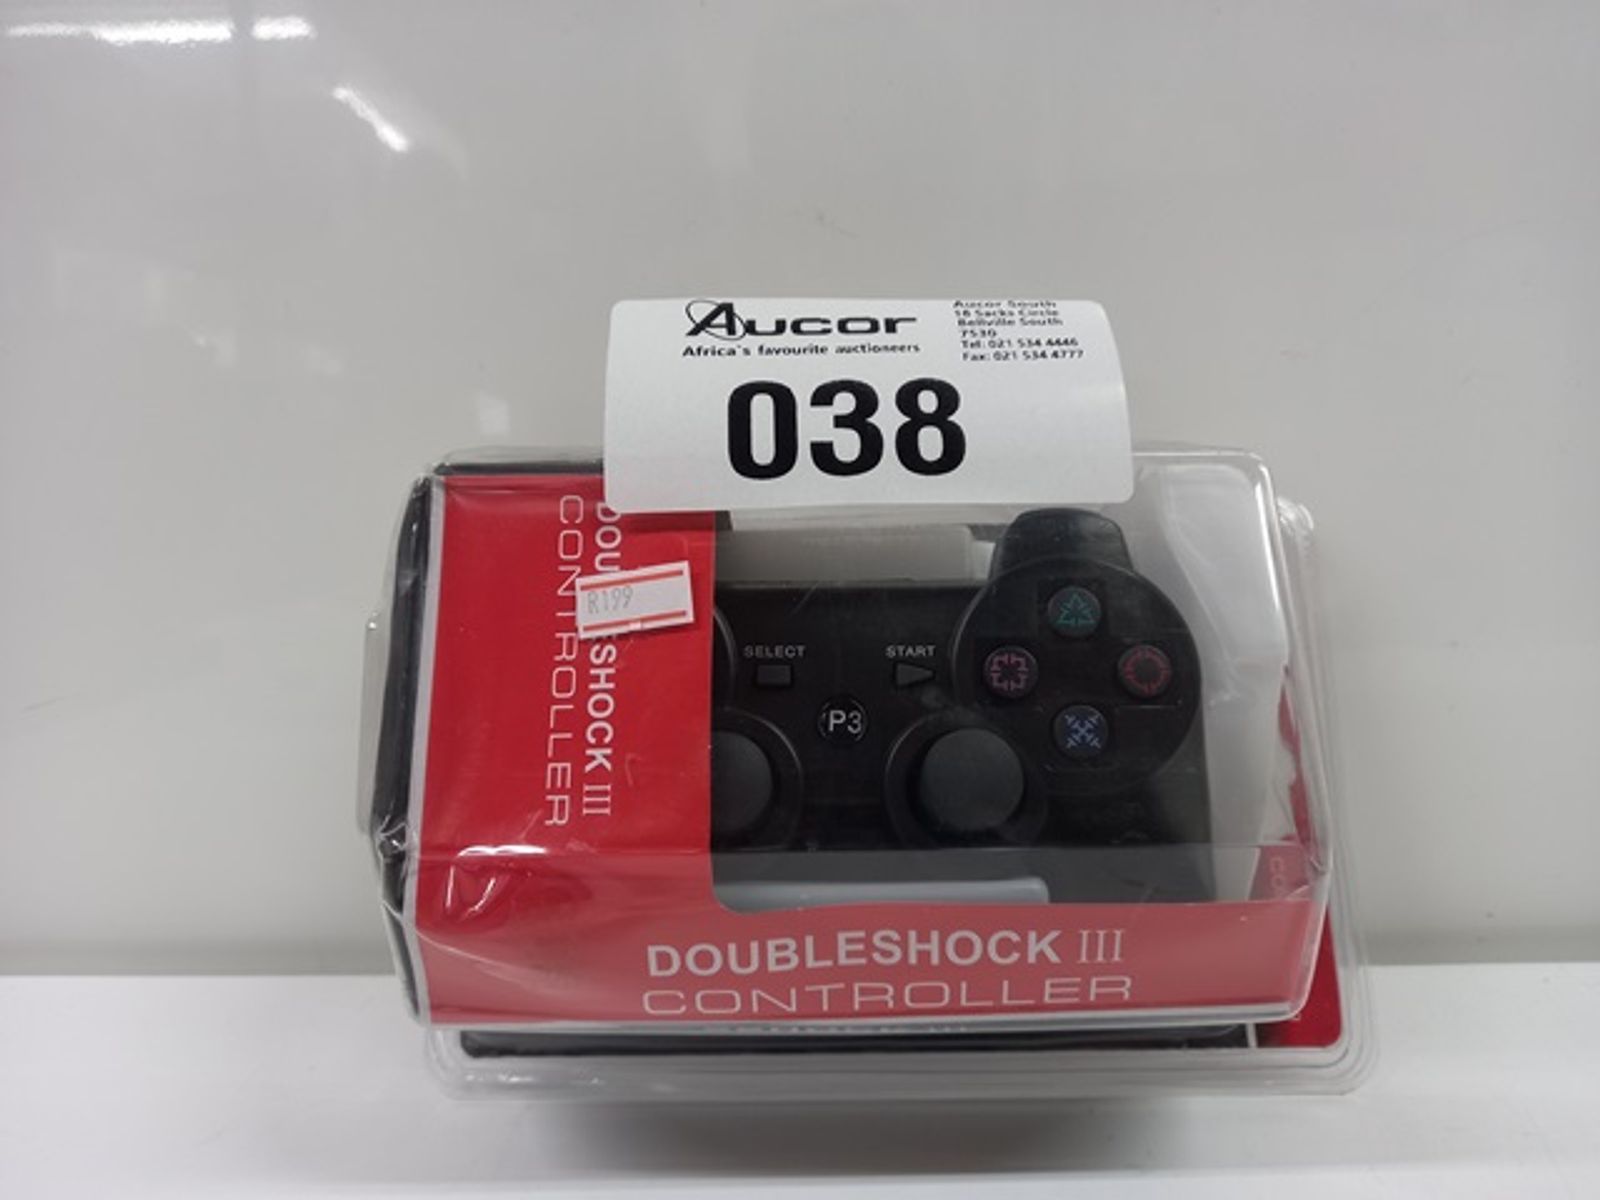 Aucor
Africa's favourite auctioneers
Aucor South
18 Sacks Circle
Bellville South
7530
Tel: 021 534 4446
Fax: 021 534 4777
038
CONTROLLER
SHOCK III
R199
SELECT
START
P3
DOUBLESHOCK III
CONTROLLER